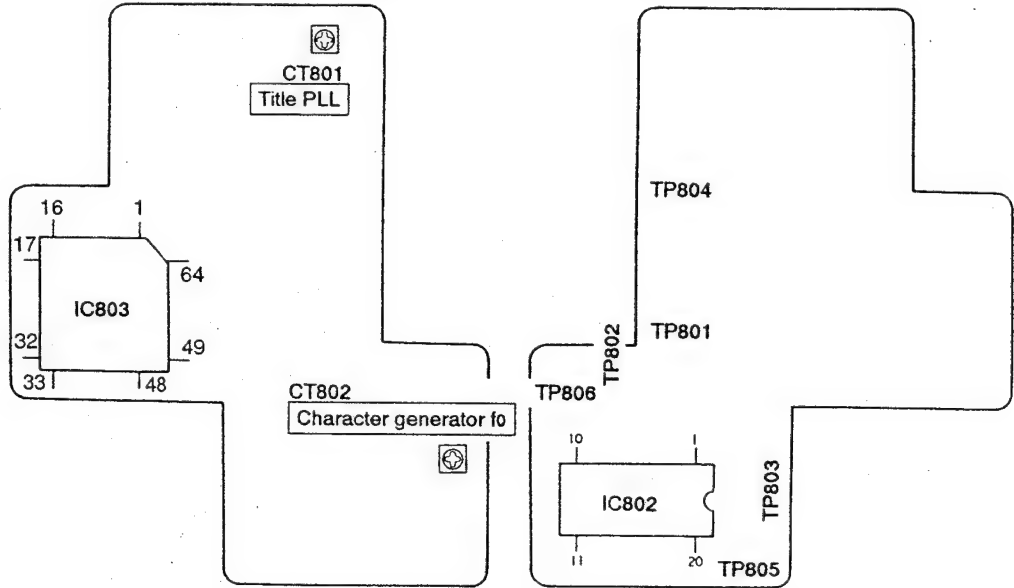 CT801
Title PLL
TP804
16 1
17
64
IC803
TP801
TP802
32
49
33 48
CT802
TP806
Character generator f0
10 1
IC802
TP803
11 20
TP805